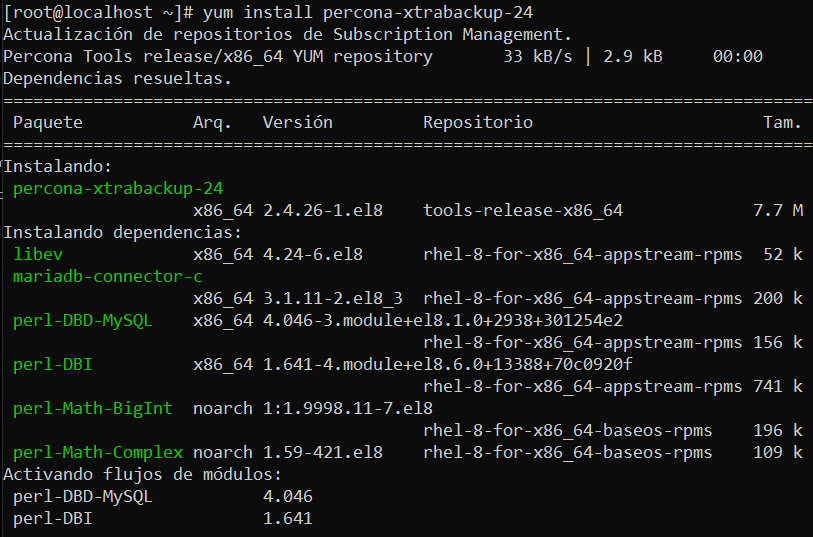 [root@localhost ~]# yum install percona-xtrabackup-24
Actualización de repositorios de Subscription Management.
Percona Tools release/x86_64 YUM repository       33 kB/s | 2.9 kB     00:00
Dependencias resueltas.
================================================================================
 Paquete           Arq.   Versión         Repositorio                       Tam.
================================================================================
Instalando:
 percona-xtrabackup-24
                   x86_64 2.4.26-1.el8    tools-release-x86_64             7.7 M
Instalando dependencias:
 libev             x86_64 4.24-6.el8      rhel-8-for-x86_64-appstream-rpms  52 k
 mariadb-connector-c
                   x86_64 3.1.11-2.el8_3  rhel-8-for-x86_64-appstream-rpms 200 k
 perl-DBD-MySQL    x86_64 4.046-3.module+el8.1.0+2938+301254e2
                                          rhel-8-for-x86_64-appstream-rpms 156 k
 perl-DBI          x86_64 1.641-4.module+el8.6.0+13388+70c0920f
                                          rhel-8-for-x86_64-appstream-rpms 741 k
 perl-Math-BigInt  noarch 1:1.9998.11-7.el8
                                          rhel-8-for-x86_64-baseos-rpms    196 k
 perl-Math-Complex noarch 1.59-421.el8    rhel-8-for-x86_64-baseos-rpms    109 k
Activando flujos de módulos:
 perl-DBD-MySQL           4.046
 perl-DBI                 1.641